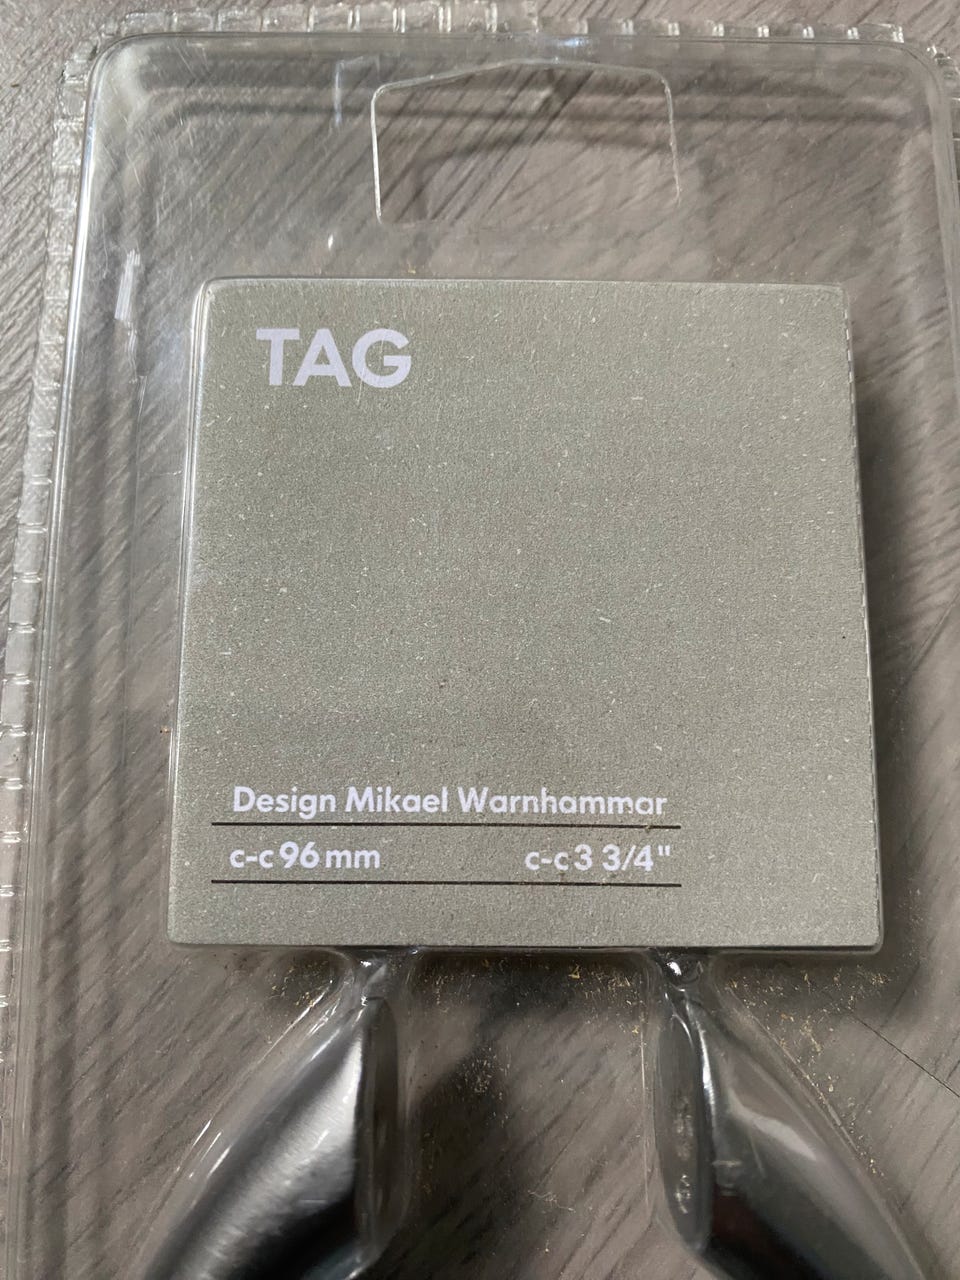 TAG
Design Mikael Warnhammar
c-c 96 mm c-c 3 3/4"